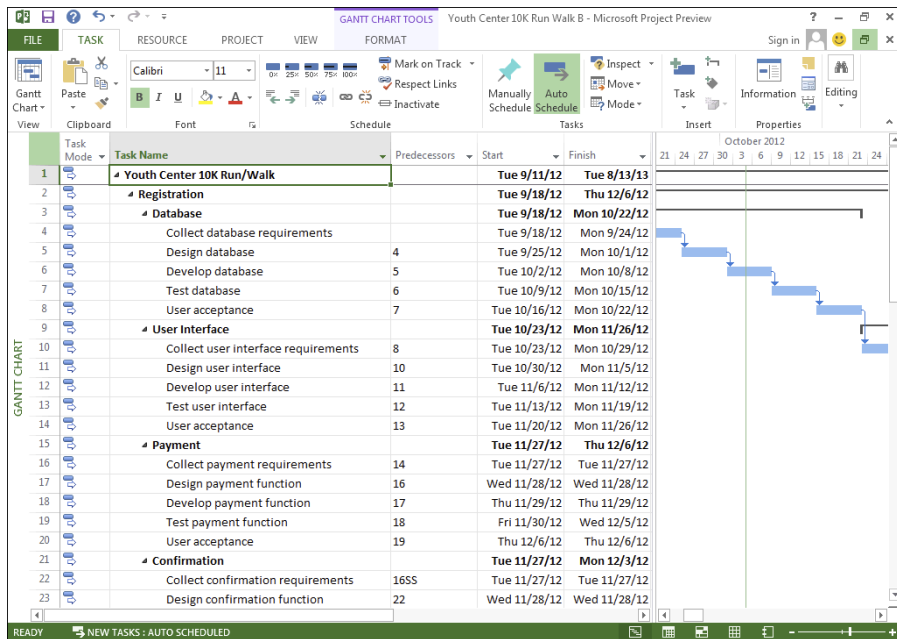 GANTT CHART TOOLS Youth Center 10K Run Walk B - Microsoft Project Preview
FILE TASK RESOURCE PROJECT VIEW FORMAT Sign in
Gantt Chart
View
Paste
Clipboard
Calibri 11
B I U A
Font
0% 25% 50% 75% 100%
Mark on Track
Respect Links
Inactivate
Schedule
Manually Schedule
Auto Schedule
Inspect
Move
Mode
Tasks
Task
Insert
Information
Properties
Editing
Task Mode Task Name Predecessors Start Finish
October 2012
21 24 27 30 3 6 9 12 15 18 21 24
1 Youth Center 10K Run/Walk Tue 9/11/12 Tue 8/13/13
2 Registration Tue 9/18/12 Thu 12/6/12
3 Database Tue 9/18/12 Mon 10/22/12
4 Collect database requirements Tue 9/18/12 Mon 9/24/12
5 Design database 4 Tue 9/25/12 Mon 10/1/12
6 Develop database 5 Tue 10/2/12 Mon 10/8/12
7 Test database 6 Tue 10/9/12 Mon 10/15/12
8 User acceptance 7 Tue 10/16/12 Mon 10/22/12
9 User Interface Tue 10/23/12 Mon 11/26/12
10 Collect user interface requirements 8 Tue 10/23/12 Mon 10/29/12
11 Design user interface 10 Tue 10/30/12 Mon 11/5/12
12 Develop user interface 11 Tue 11/6/12 Mon 11/12/12
13 Test user interface 12 Tue 11/13/12 Mon 11/19/12
14 User acceptance 13 Tue 11/20/12 Mon 11/26/12
15 Payment Tue 11/27/12 Thu 12/6/12
16 Collect payment requirements 14 Tue 11/27/12 Tue 11/27/12
17 Design payment function 16 Wed 11/28/12 Wed 11/28/12
18 Develop payment function 17 Thu 11/29/12 Thu 11/29/12
19 Test payment function 18 Fri 11/30/12 Wed 12/5/12
20 User acceptance 19 Thu 12/6/12 Thu 12/6/12
21 Confirmation Tue 11/27/12 Mon 12/3/12
22 Collect confirmation requirements 16SS Tue 11/27/12 Tue 11/27/12
23 Design confirmation function 22 Wed 11/28/12 Wed 11/28/12
GANTT CHART
READY NEW TASKS : AUTO SCHEDULED